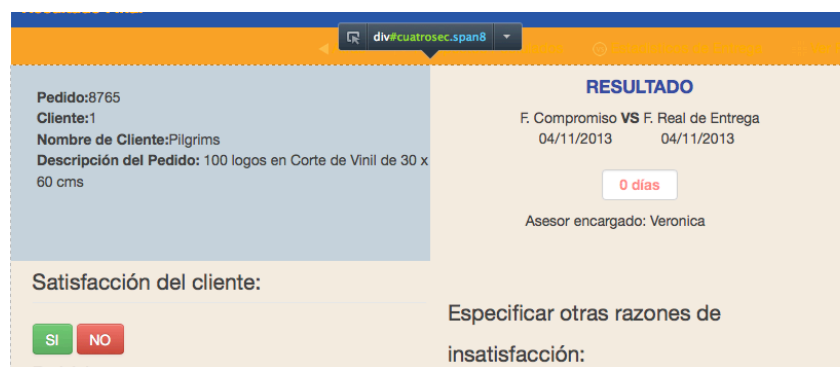 div#cuatrosec.span8
Pedido:8765
Cliente:1
Nombre de Cliente:Pilgrims
Descripción del Pedido: 100 logos en Corte de Vinil de 30 x
60 cms
RESULTADO
F. Compromiso VS F. Real de Entrega
04/11/2013 04/11/2013
0 días
Asesor encargado: Veronica
Satisfacción del cliente:
SI NO
Especificar otras razones de
insatisfacción: